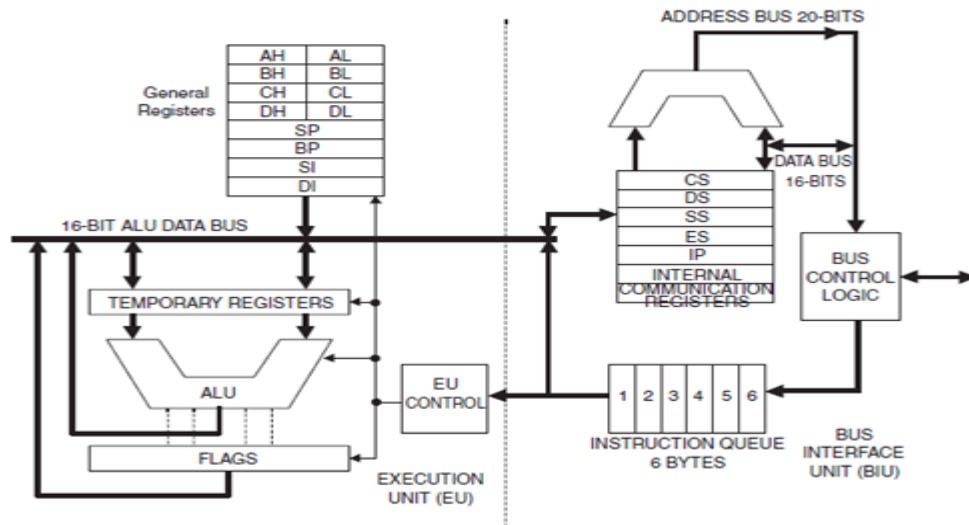 ADDRESS BUS 20-BITS
General
Registers
AH AL
BH BL
CH CL
DH DL
SP
BP
SI
DI
DATA BUS
16-BITS
CS
DS
SS
ES
IP
INTERNAL
COMMUNICATION
REGISTERS
16-BIT ALU DATA BUS
BUS
CONTROL
LOGIC
TEMPORARY REGISTERS
ALU
EU
CONTROL
1 2 3 4 5 6
INSTRUCTION QUEUE
6 BYTES
FLAGS
EXECUTION
UNIT (EU)
BUS
INTERFACE
UNIT (BIU)